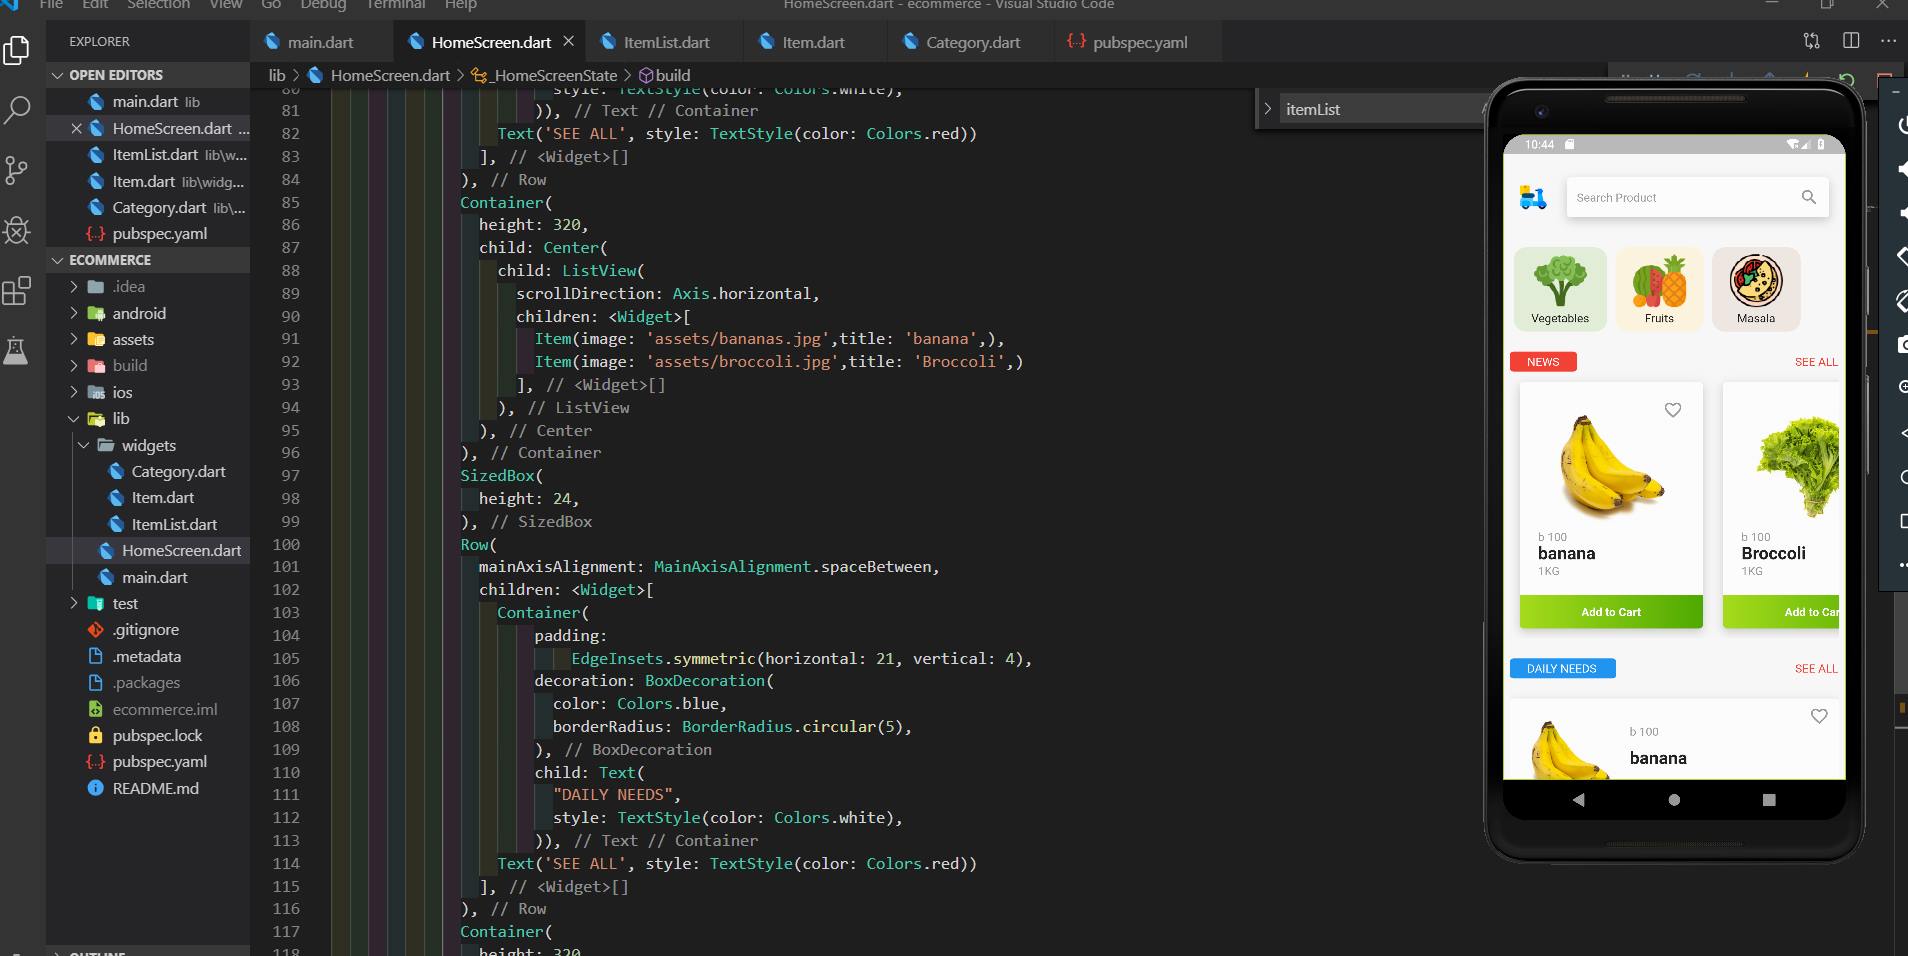 File Edit Selection View Go Debug Terminal Help
HomeScreen.dart - ecommerce - Visual Studio Code
EXPLORER
main.dart
HomeScreen.dart
ItemList.dart
Item.dart
Category.dart
{..} pubspec.yaml
OPEN EDITORS
main.dart lib
HomeScreen.dart ...
ItemList.dart lib\w...
Item.dart lib\widg...
Category.dart lib\...
{..} pubspec.yaml
ECOMMERCE
.idea
android
assets
build
ios
lib
widgets
Category.dart
Item.dart
ItemList.dart
HomeScreen.dart
main.dart
test
.gitignore
.metadata
.packages
ecommerce.iml
pubspec.lock
{..} pubspec.yaml
README.md
OUTLINE
lib > HomeScreen.dart > _HomeScreenState > build
itemList
80 style: TextStyle(color: Colors.white),
81 )), // Text // Container
82 Text('SEE ALL', style: TextStyle(color: Colors.red))
83 ], // <Widget>[]
84 ), // Row
85 Container(
86 height: 320,
87 child: Center(
88 child: ListView(
89 scrollDirection: Axis.horizontal,
90 children: <Widget>[
91 Item(image: 'assets/bananas.jpg',title: 'banana',),
92 Item(image: 'assets/broccoli.jpg',title: 'Broccoli',)
93 ], // <Widget>[]
94 ), // ListView
95 ), // Center
96 ), // Container
97 SizedBox(
98 height: 24,
99 ), // SizedBox
100 Row(
101 mainAxisAlignment: MainAxisAlignment.spaceBetween,
102 children: <Widget>[
103 Container(
104 padding:
105 EdgeInsets.symmetric(horizontal: 21, vertical: 4),
106 decoration: BoxDecoration(
107 color: Colors.blue,
108 borderRadius: BorderRadius.circular(5),
109 ), // BoxDecoration
110 child: Text(
111 "DAILY NEEDS",
112 style: TextStyle(color: Colors.white),
113 )), // Text // Container
114 Text('SEE ALL', style: TextStyle(color: Colors.red))
115 ], // <Widget>[]
116 ), // Row
117 Container(
118 height: 320
10:44
Search Product
Vegetables Fruits Masala
NEWS SEE ALL
b 100 b 100
banana Broccoli
1KG 1KG
Add to Cart Add to Car
DAILY NEEDS SEE ALL
b 100
banana